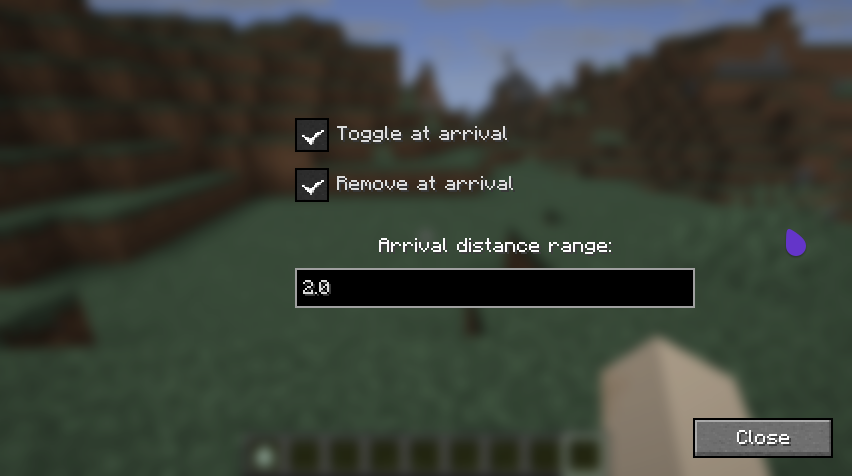 Toggle at arrival
Remove at arrival
Arrival distance range:
2.0
Close